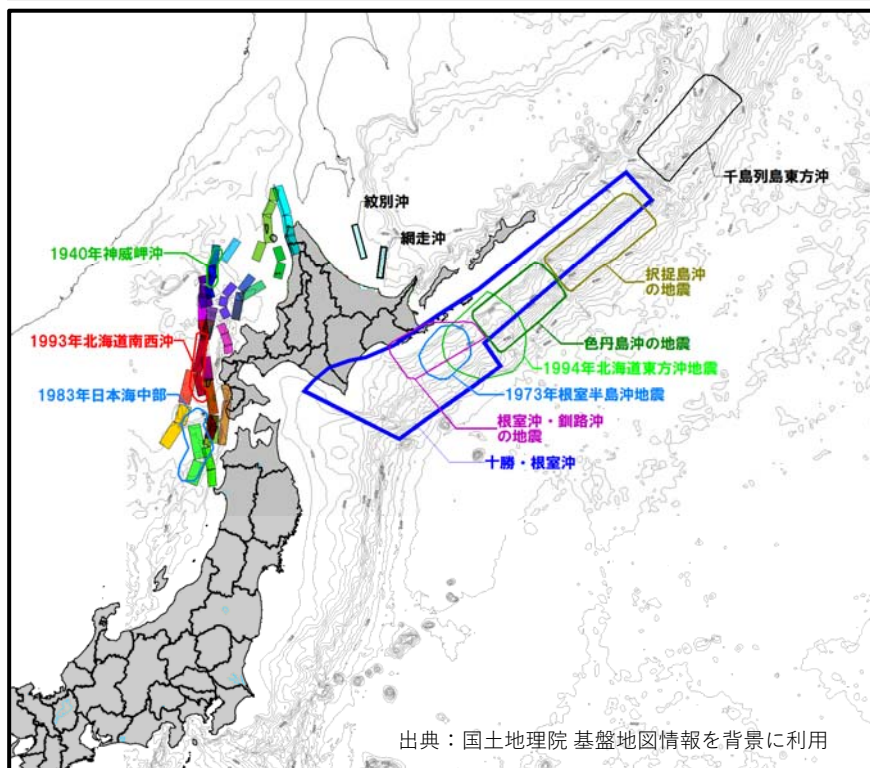 千島列島東方沖
紋別沖
網走沖
1940年神威岬沖
択捉島沖
の地震
1993年北海道南西沖
色丹島沖の地震
1994年北海道東方沖地震
1983年日本海中部
1973年根室半島沖地震
根室沖・釧路沖
の地震
十勝・根室沖
出典：国土地理院 基盤地図情報を背景に利用